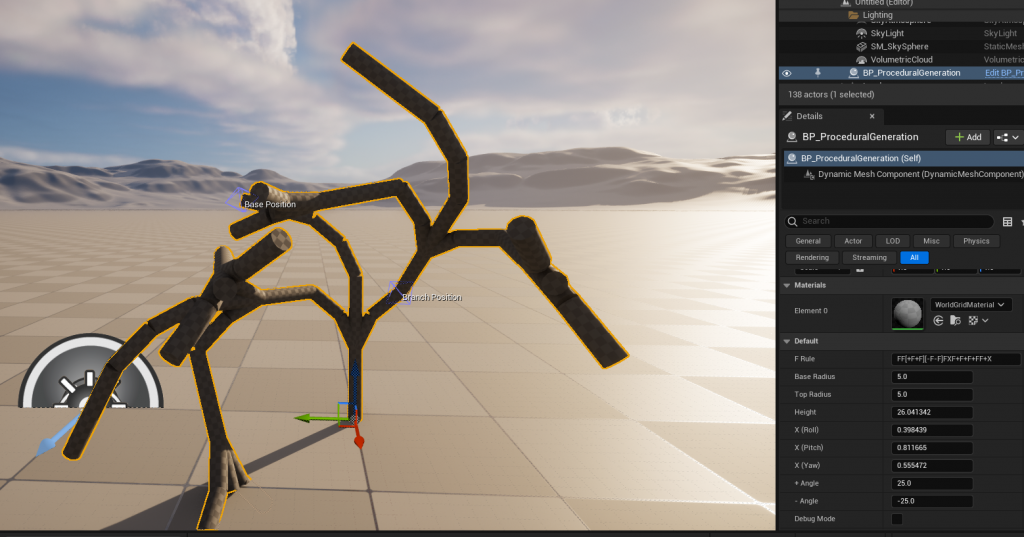 Untitled (Editor)
Lighting
SkyAtmosphere
SkyLight SkyLight
SM_SkySphere StaticMes
VolumetricCloud Volumetric
BP_ProceduralGeneration Edit BP_Pr
138 actors (1 selected)
Details
BP_ProceduralGeneration + Add
BP_ProceduralGeneration (Self)
Dynamic Mesh Component (DynamicMeshComponent)
Search
General Actor LOD Misc Physics
Rendering Streaming All
Materials
Element 0 WorldGridMaterial
Default
F Rule FF[+F+F][-F-F]FXF+F+F+FF+X
Base Radius 5.0
Top Radius 5.0
Height 26.041342
X (Roll) 0.398439
X (Pitch) 0.811665
X (Yaw) 0.555472
+ Angle 25.0
- Angle -25.0
Debug Mode
Base Position
Branch Position